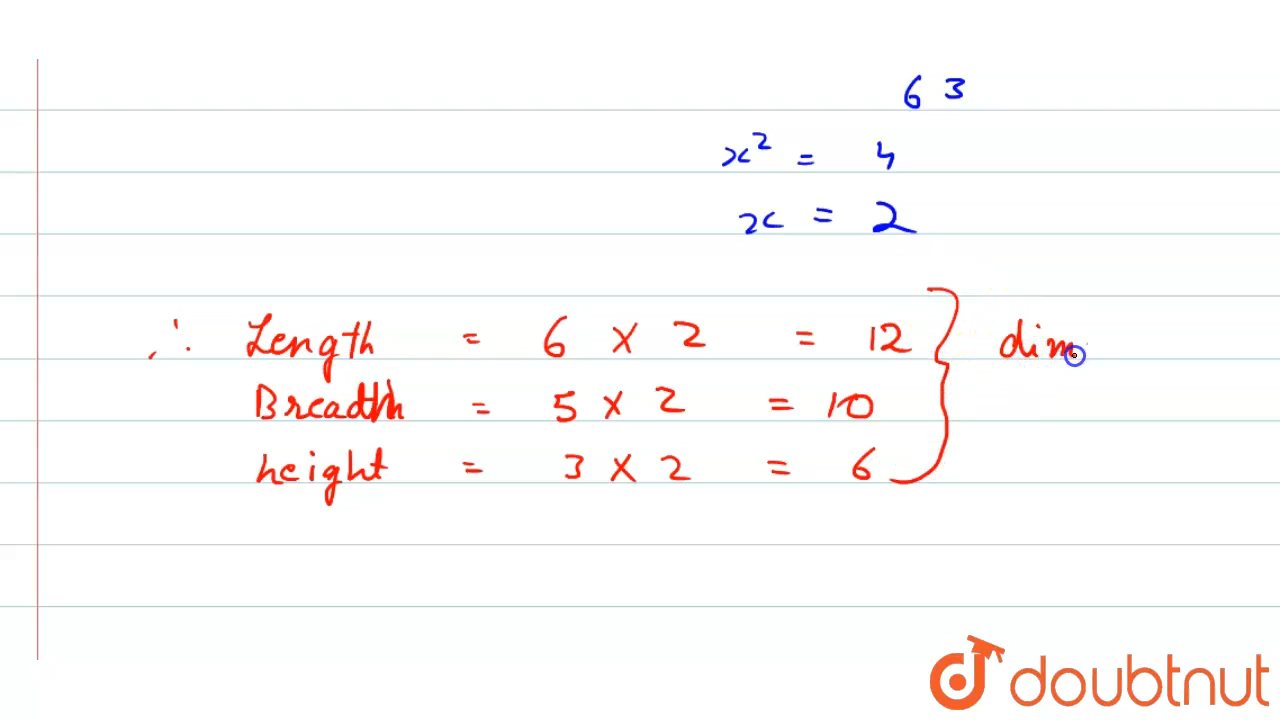 6 3
x² = 4
x = 2
∴ Length = 6 × 2 = 12 } dim
Breadth = 5 × 2 = 10
height = 3 × 2 = 6
doubtnut